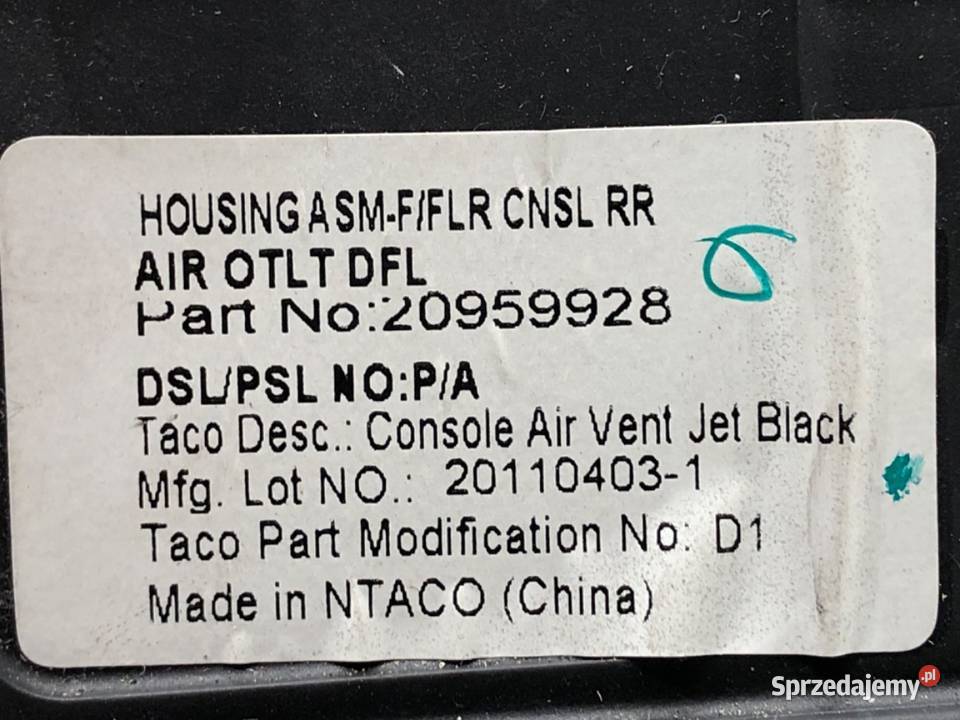 HOUSING ASM-F/FLR CNSL RR
AIR OTLT DFL
Part No:20959928
DSL/PSL NO:P/A
Taco Desc.: Console Air Vent Jet Black
Mfg. Lot NO.: 20110403-1
Taco Part Modification No: D1
Made in NTACO (China)
Sprzedajemy.pl